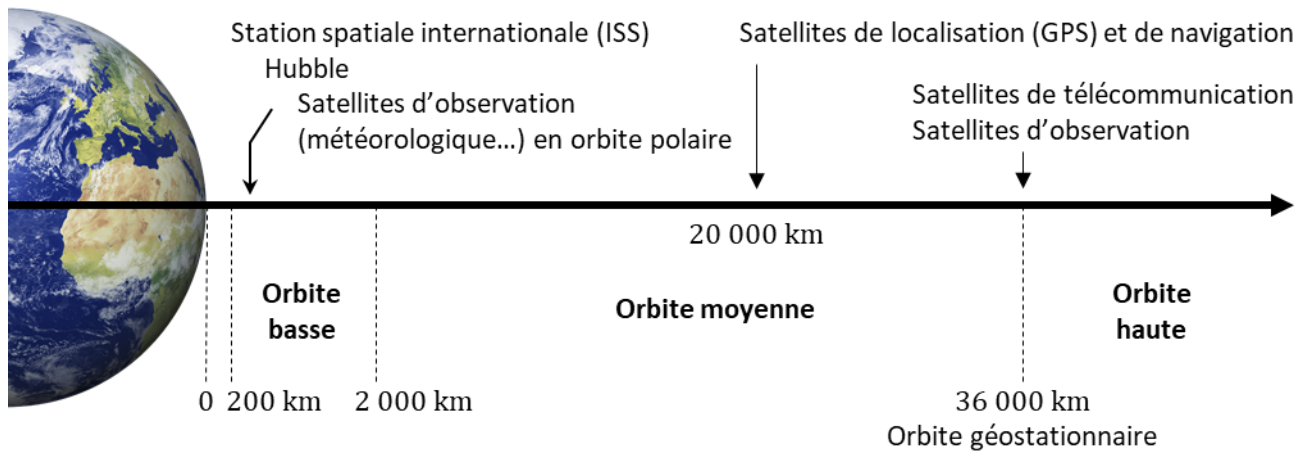 Station spatiale internationale (ISS)
Hubble
Satellites d’observation
(météorologique…) en orbite polaire
Satellites de localisation (GPS) et de navigation
Satellites de télécommunication
Satellites d’observation
20 000 km
Orbite
basse
Orbite moyenne
Orbite
haute
0
200 km
2 000 km
36 000 km
Orbite géostationnaire